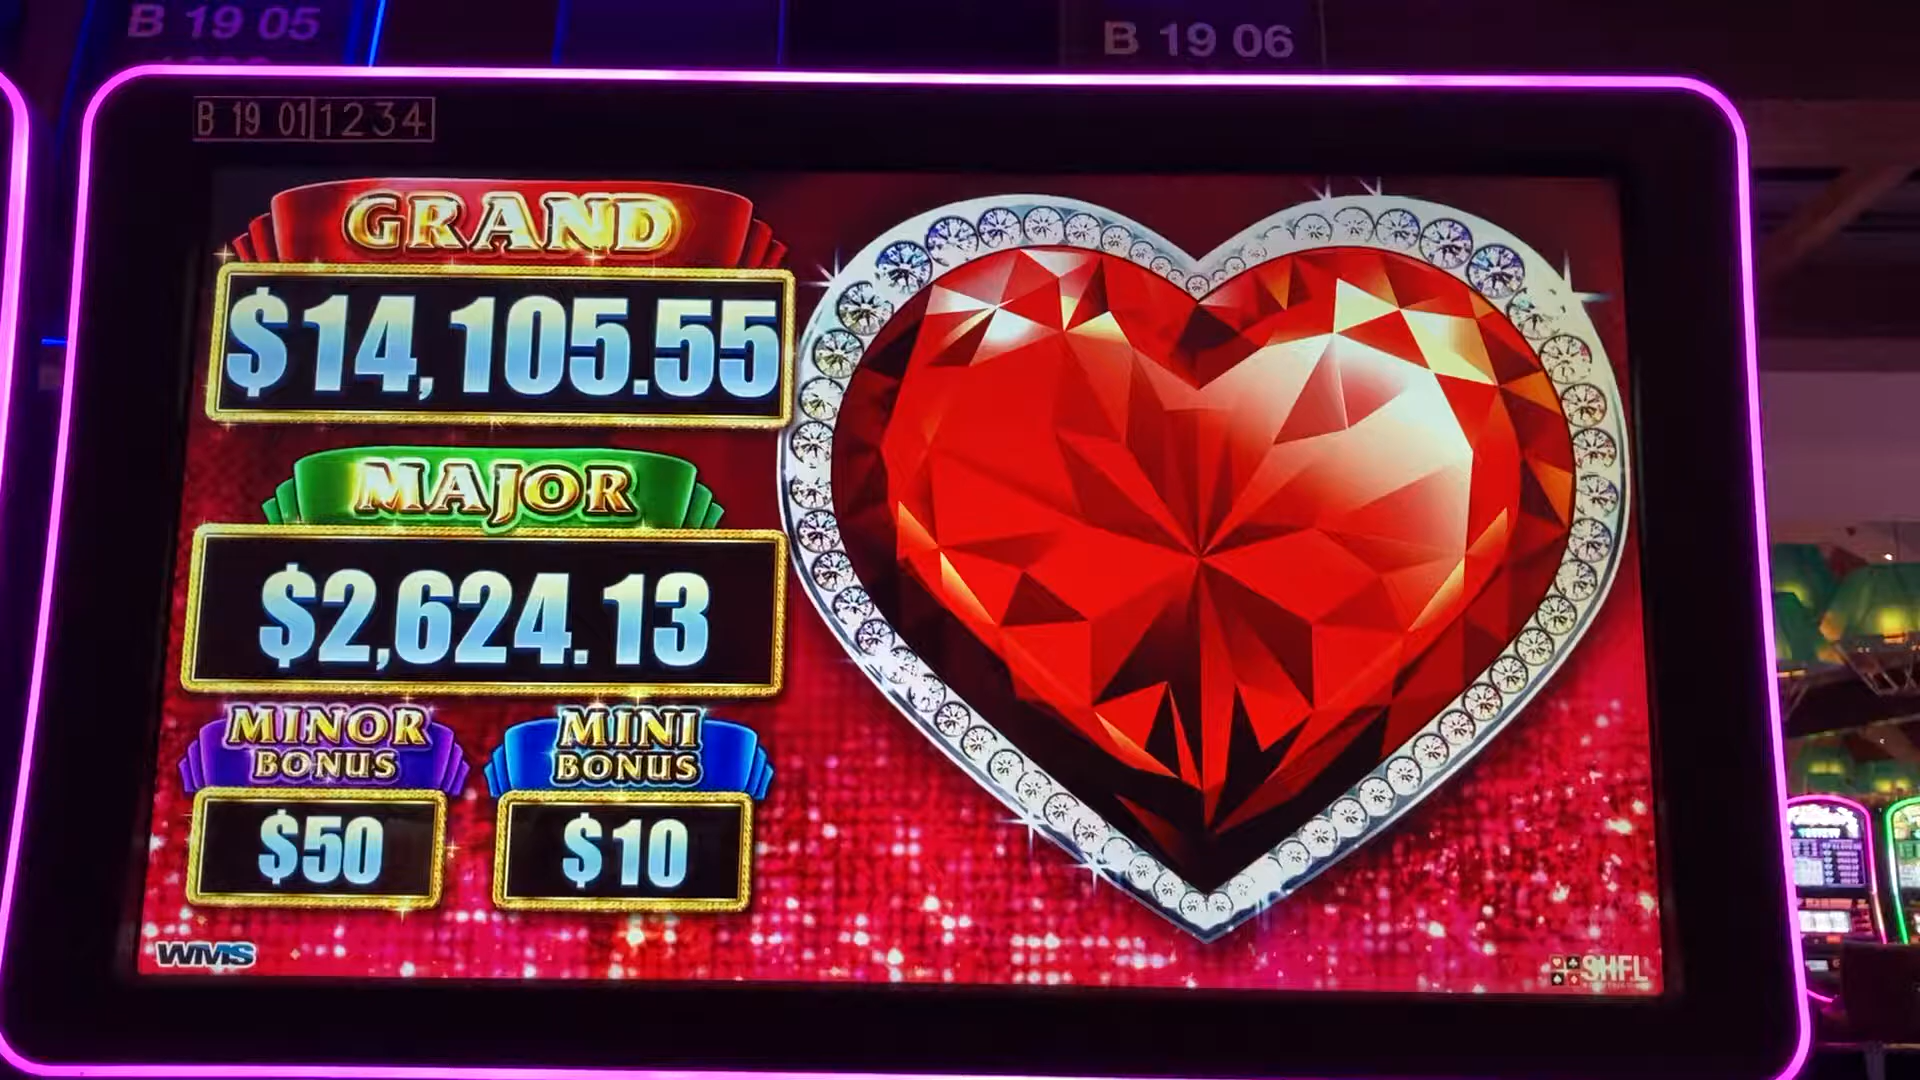 B 19 05
B 19 06
B 19 01 1234
GRAND
$14,105.55
MAJOR
$2,624.13
MINOR
BONUS
$50
MINI
BONUS
$10
WMS
SHFL